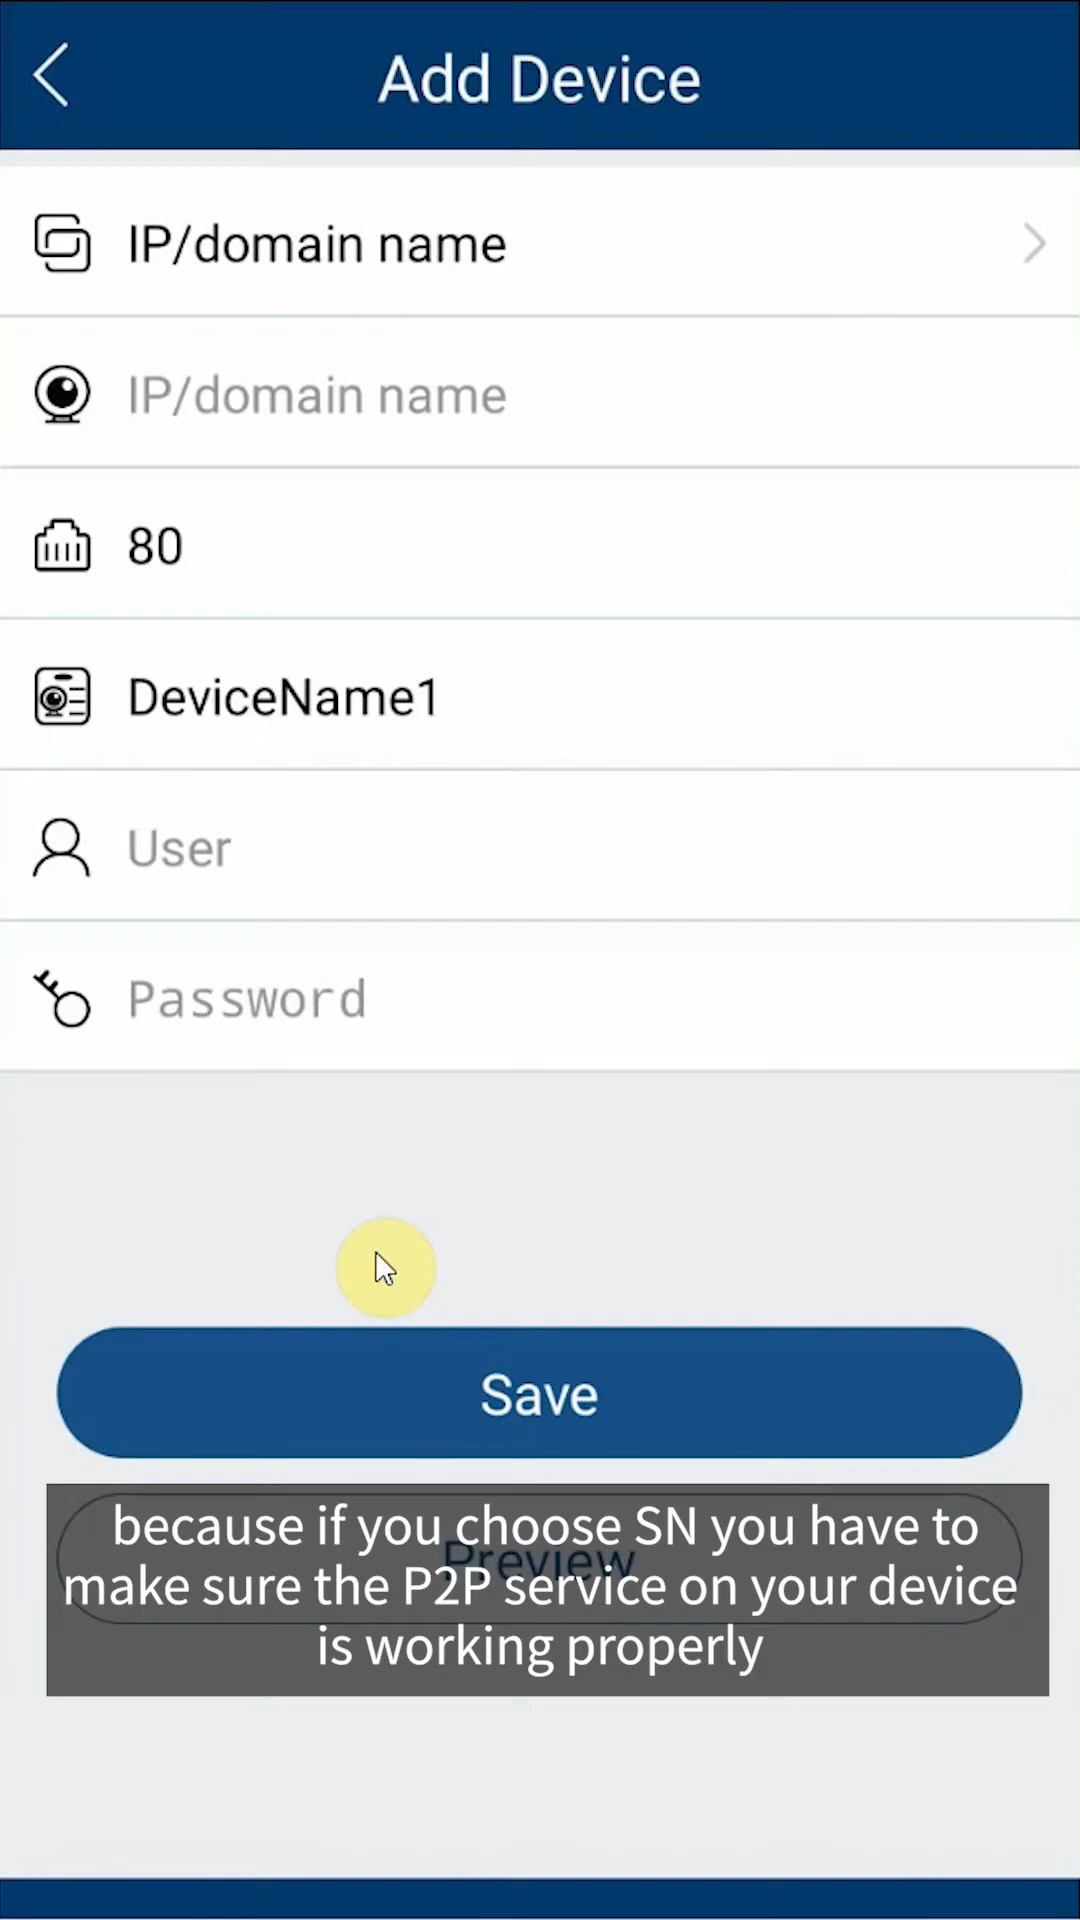 Add Device
IP/domain name
IP/domain name
80
DeviceName1
User
Password
Save
Preview
because if you choose SN you have to
make sure the P2P service on your device
is working properly